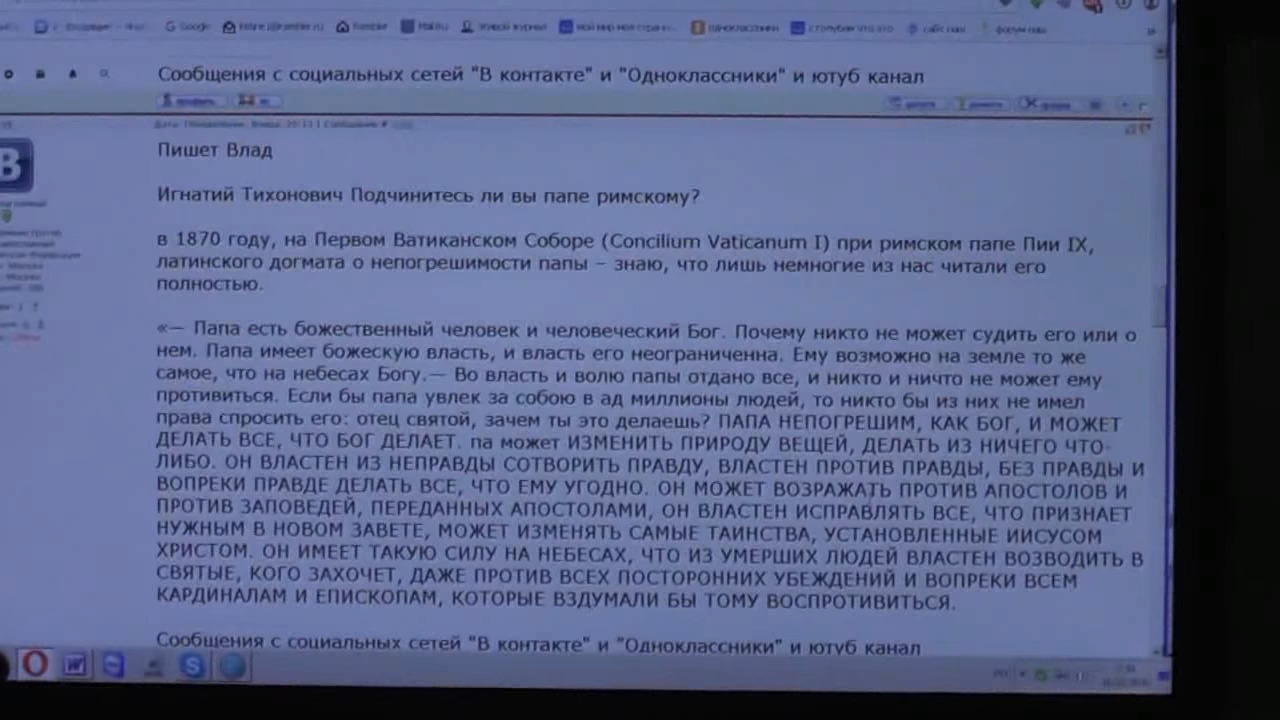 Google
Rambler
Mail.Ru
живой журнал
одноклассники
Сообщения с социальных сетей "В контакте" и "Одноклассники" и ютуб канал
Пишет Влад
Игнатий Тихонович Подчинитесь ли вы папе римскому?
в 1870 году, на Первом Ватиканском Соборе (Concilium Vaticanum I) при римском папе Пии IX,
латинского догмата о непогрешимости папы – знаю, что лишь немногие из нас читали его
полностью.
«— Папа есть божественный человек и человеческий Бог. Почему никто не может судить его или о
нем. Папа имеет божескую власть, и власть его неограниченна. Ему возможно на земле то же
самое, что на небесах Богу.— Во власть и волю папы отдано все, и никто и ничто не может ему
противиться. Если бы папа увлек за собою в ад миллионы людей, то никто бы из них не имел
права спросить его: отец святой, зачем ты это делаешь? ПАПА НЕПОГРЕШИМ, КАК БОГ, И МОЖЕТ
ДЕЛАТЬ ВСЕ, ЧТО БОГ ДЕЛАЕТ. па может ИЗМЕНИТЬ ПРИРОДУ ВЕЩЕЙ, ДЕЛАТЬ ИЗ НИЧЕГО ЧТО-
ЛИБО. ОН ВЛАСТЕН ИЗ НЕПРАВДЫ СОТВОРИТЬ ПРАВДУ, ВЛАСТЕН ПРОТИВ ПРАВДЫ, БЕЗ ПРАВДЫ И
ВОПРЕКИ ПРАВДЕ ДЕЛАТЬ ВСЕ, ЧТО ЕМУ УГОДНО. ОН МОЖЕТ ВОЗРАЖАТЬ ПРОТИВ АПОСТОЛОВ И
ПРОТИВ ЗАПОВЕДЕЙ, ПЕРЕДАННЫХ АПОСТОЛАМИ, ОН ВЛАСТЕН ИСПРАВЛЯТЬ ВСЕ, ЧТО ПРИЗНАЕТ
НУЖНЫМ В НОВОМ ЗАВЕТЕ, МОЖЕТ ИЗМЕНЯТЬ САМЫЕ ТАИНСТВА, УСТАНОВЛЕННЫЕ ИИСУСОМ
ХРИСТОМ. ОН ИМЕЕТ ТАКУЮ СИЛУ НА НЕБЕСАХ, ЧТО ИЗ УМЕРШИХ ЛЮДЕЙ ВЛАСТЕН ВОЗВОДИТЬ В
СВЯТЫЕ, КОГО ЗАХОЧЕТ, ДАЖЕ ПРОТИВ ВСЕХ ПОСТОРОННИХ УБЕЖДЕНИЙ И ВОПРЕКИ ВСЕМ
КАРДИНАЛАМ И ЕПИСКОПАМ, КОТОРЫЕ ВЗДУМАЛИ БЫ ТОМУ ВОСПРОТИВИТЬСЯ.
Сообщения с социальных сетей "В контакте" и "Одноклассники" и ютуб канал